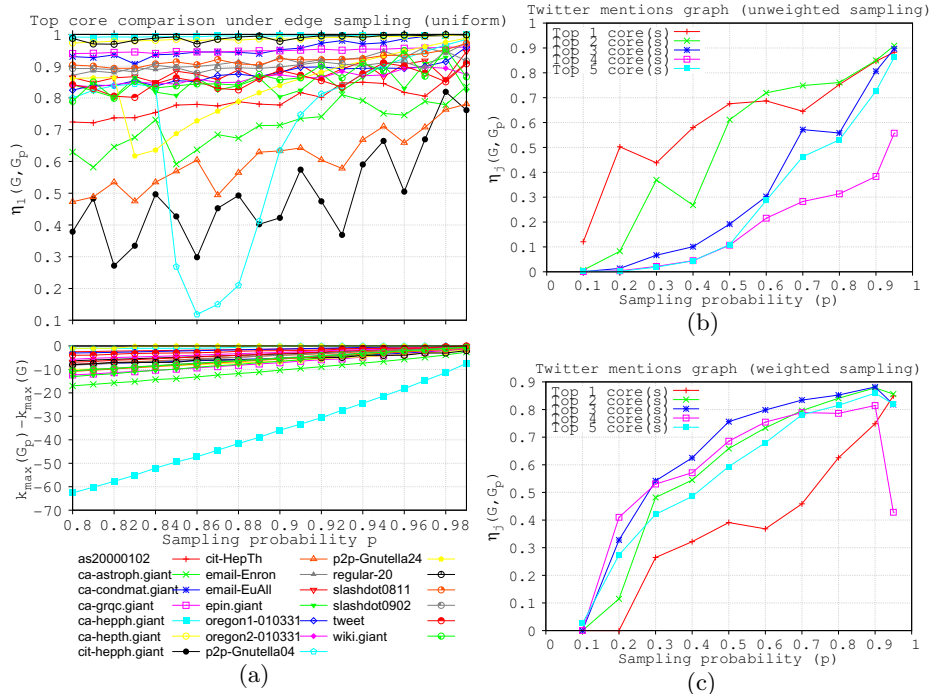 Top core comparison under edge sampling (uniform)
1
0.9
0.8
0.7
0.6
0.5
0.4
0.3
0.2
0.1
η1(G,Gp)
0
−10
−20
−30
−40
−50
−60
−70
kmax(Gp)−kmax(G)
0.8 0.82 0.84 0.86 0.88 0.9 0.92 0.94 0.96 0.98
Sampling probability p
as20000102 cit-HepTh p2p-Gnutella24
ca-astroph.giant email-Enron regular-20
ca-condmat.giant email-EuAll slashdot0811
ca-grqc.giant epin.giant slashdot0902
ca-hepph.giant oregon1-010331 tweet
ca-hepth.giant oregon2-010331 wiki.giant
cit-hepph.giant p2p-Gnutella04
(a)
Twitter mentions graph (unweighted sampling)
Top 1 core(s)
Top 2 core(s)
Top 3 core(s)
Top 4 core(s)
Top 5 core(s)
1
0.9
0.8
0.7
0.6
0.5
0.4
0.3
0.2
0.1
0
ηj(G,Gp)
0.1 0.2 0.3 0.4 0.5 0.6 0.7 0.8 0.9 1
Sampling probability (p)
(b)
Twitter mentions graph (weighted sampling)
Top 1 core(s)
Top 2 core(s)
Top 3 core(s)
Top 4 core(s)
Top 5 core(s)
0.9
0.8
0.7
0.6
0.5
0.4
0.3
0.2
0.1
0
ηj(G,Gp)
0.1 0.2 0.3 0.4 0.5 0.6 0.7 0.8 0.9 1
Sampling probability (p)
(c)